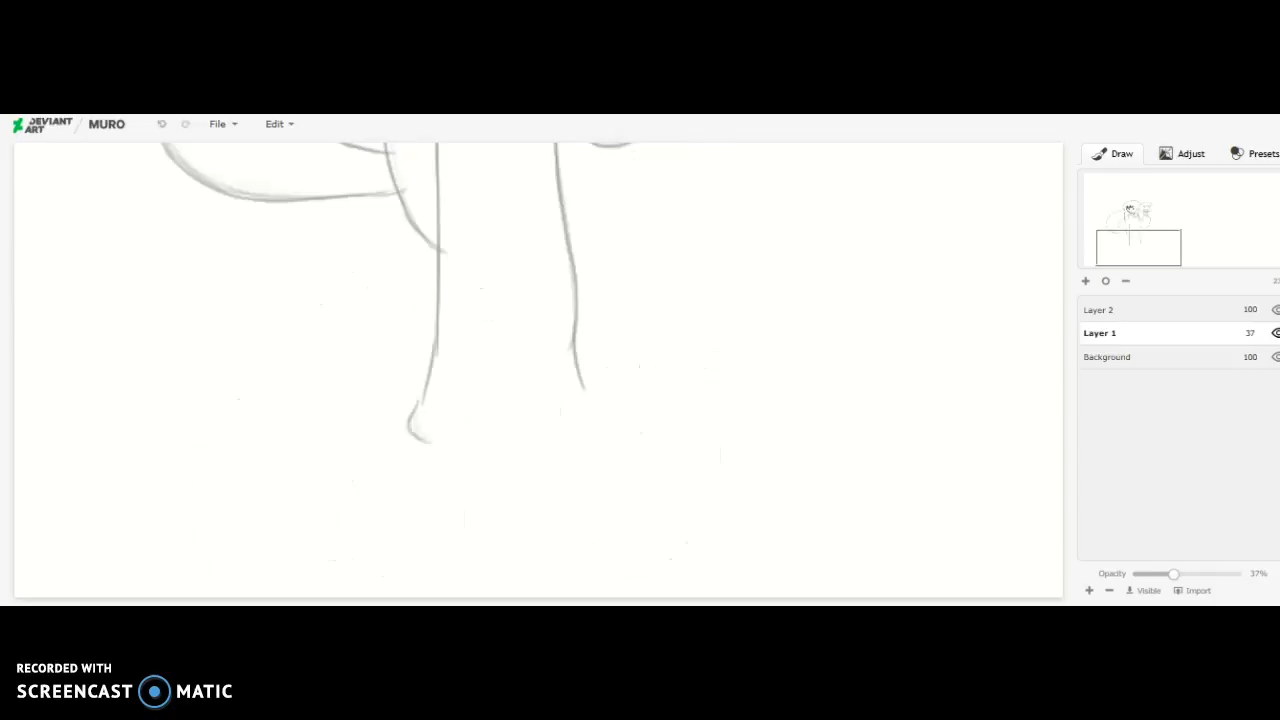 DEVIANT ART MURO File Edit
Draw Adjust Presets
Layer 2 100
Layer 1 37
Background 100
Opacity 37%
Visible Import
RECORDED WITH
SCREENCAST MATIC